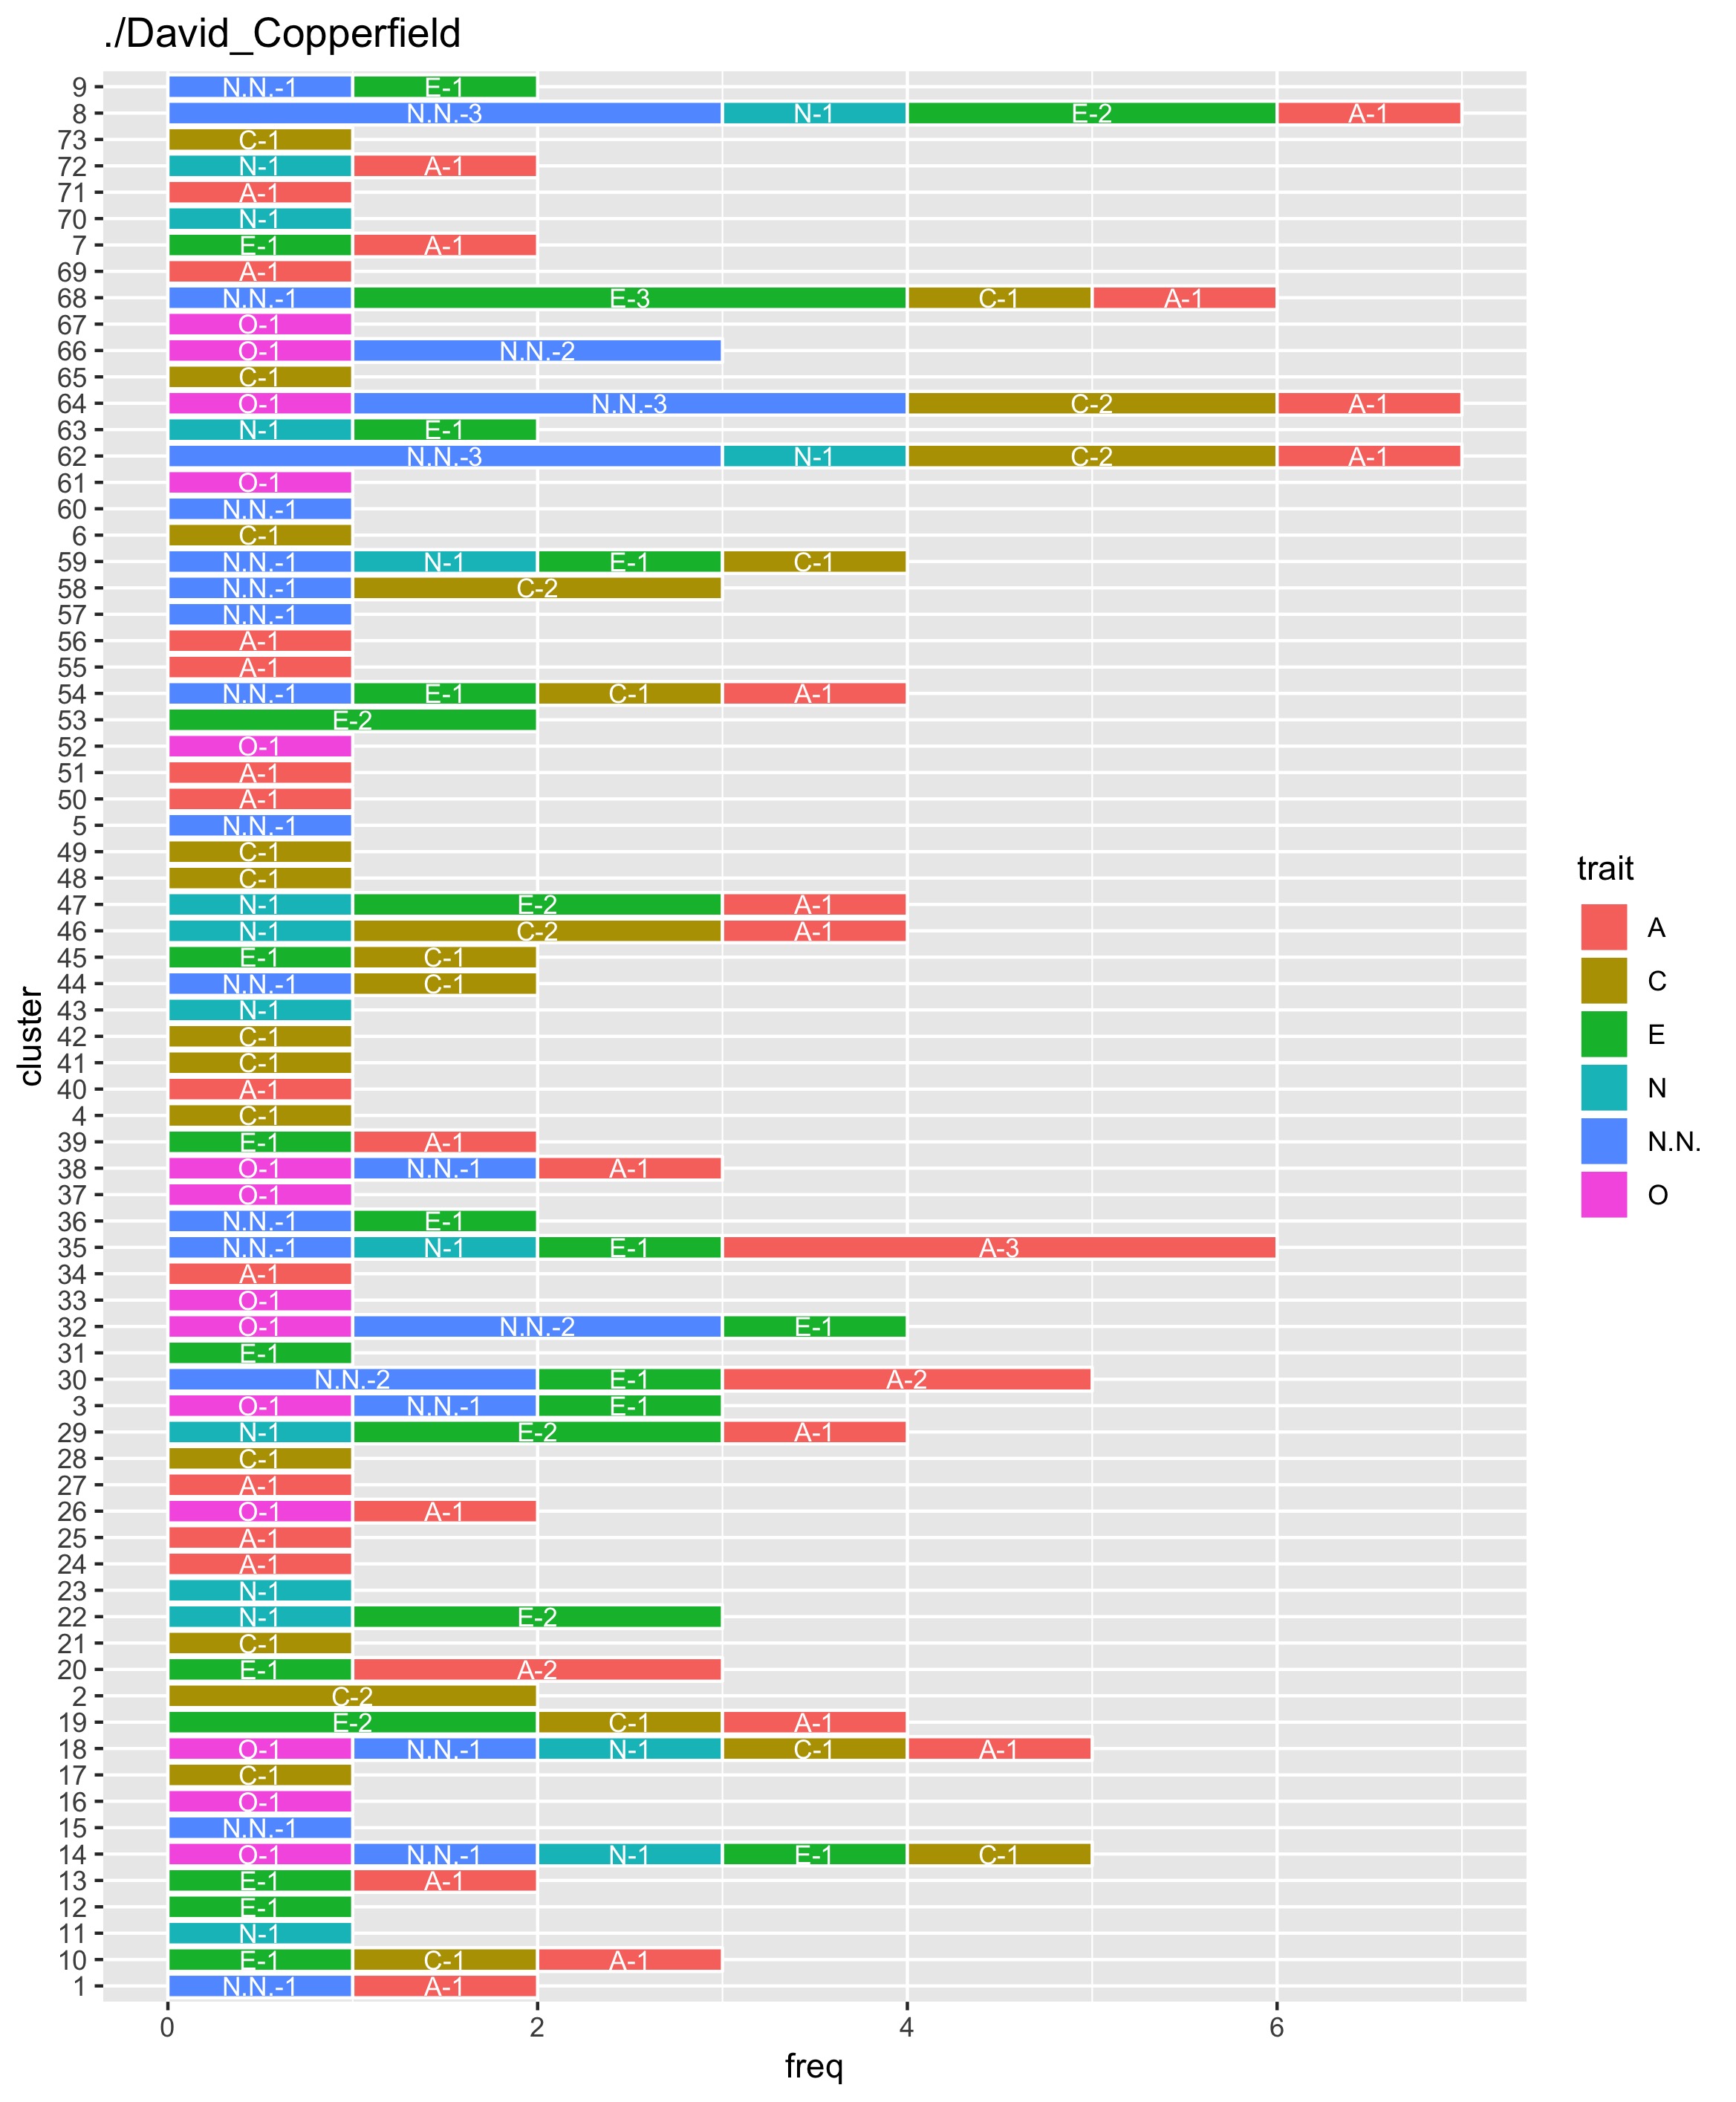 ./David_Copperfield
9 N.N.-1 E-1
8 N.N.-3 N-1 E-2 A-1
73 C-1
72 N-1 A-1
71 A-1
70 N-1
7 E-1 A-1
69 A-1
68 N.N.-1 E-3 C-1 A-1
67 O-1
66 O-1 N.N.-2
65 C-1
64 O-1 N.N.-3 C-2 A-1
63 N-1 E-1
62 N.N.-3 N-1 C-2 A-1
61 O-1
60 N.N.-1
6 C-1
59 N.N.-1 N-1 E-1 C-1
58 N.N.-1 C-2
57 N.N.-1
56 A-1
55 A-1
54 N.N.-1 E-1 C-1 A-1
53 E-2
52 O-1
51 A-1
50 A-1
5 N.N.-1
49 C-1
48 C-1
47 N-1 E-2 A-1
46 N-1 C-2 A-1
45 E-1 C-1
44 N.N.-1 C-1
43 N-1
42 C-1
41 C-1
40 A-1
4 C-1
39 E-1 A-1
38 O-1 N.N.-1 A-1
37 O-1
36 N.N.-1 E-1
35 N.N.-1 N-1 E-1 A-3
34 A-1
33 O-1
32 O-1 N.N.-2 E-1
31 E-1
30 N.N.-2 E-1 A-2
3 O-1 N.N.-1 E-1
29 N-1 E-2 A-1
28 C-1
27 A-1
26 O-1 A-1
25 A-1
24 A-1
23 N-1
22 N-1 E-2
21 C-1
20 E-1 A-2
2 C-2
19 E-2 C-1 A-1
18 O-1 N.N.-1 N-1 C-1 A-1
17 C-1
16 O-1
15 N.N.-1
14 O-1 N.N.-1 N-1 E-1 C-1
13 E-1 A-1
12 E-1
11 N-1
10 E-1 C-1 A-1
1 N.N.-1 A-1
0 2 4 6
freq
cluster
trait
A
C
E
N
N.N.
O